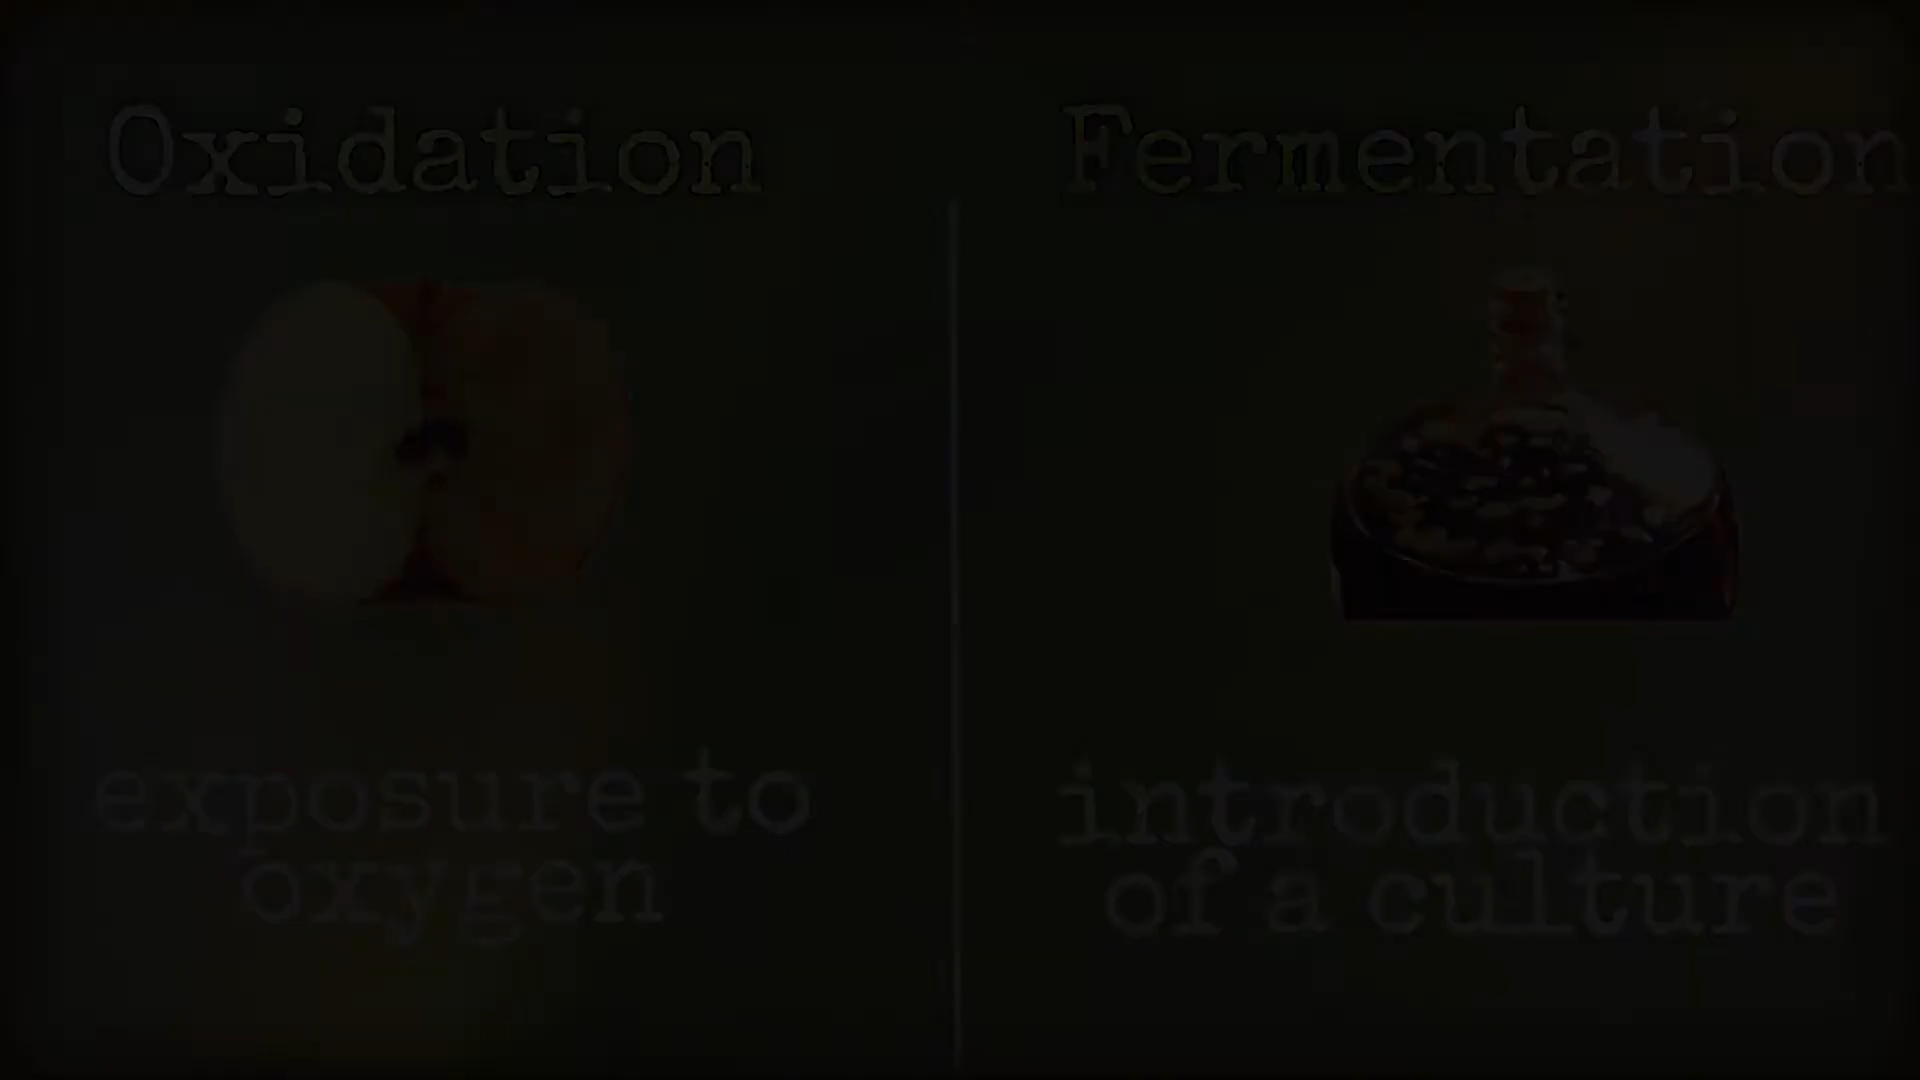 Oxidation
exposure to
oxygen
Fermentation
introduction
of a culture